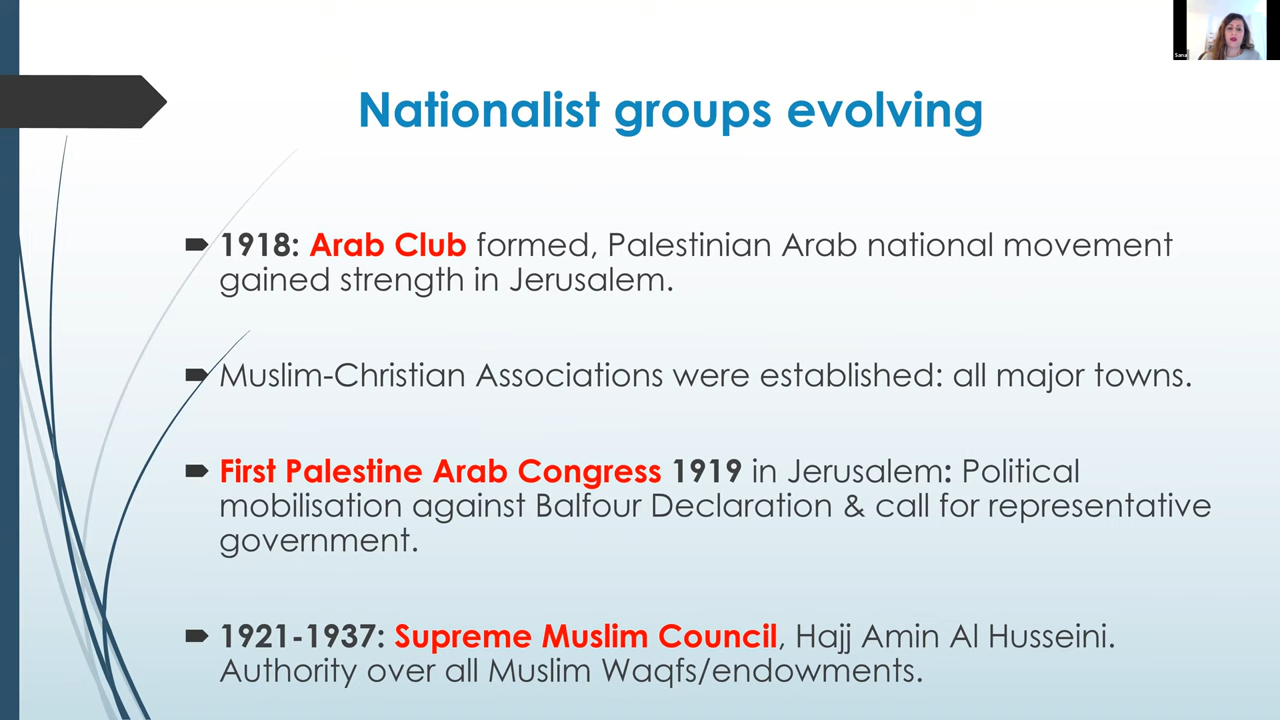 Sana
Nationalist groups evolving
1918: Arab Club formed, Palestinian Arab national movement
gained strength in Jerusalem.
Muslim-Christian Associations were established: all major towns.
First Palestine Arab Congress 1919 in Jerusalem: Political
mobilisation against Balfour Declaration & call for representative
government.
1921-1937: Supreme Muslim Council, Hajj Amin Al Husseini.
Authority over all Muslim Waqfs/endowments.